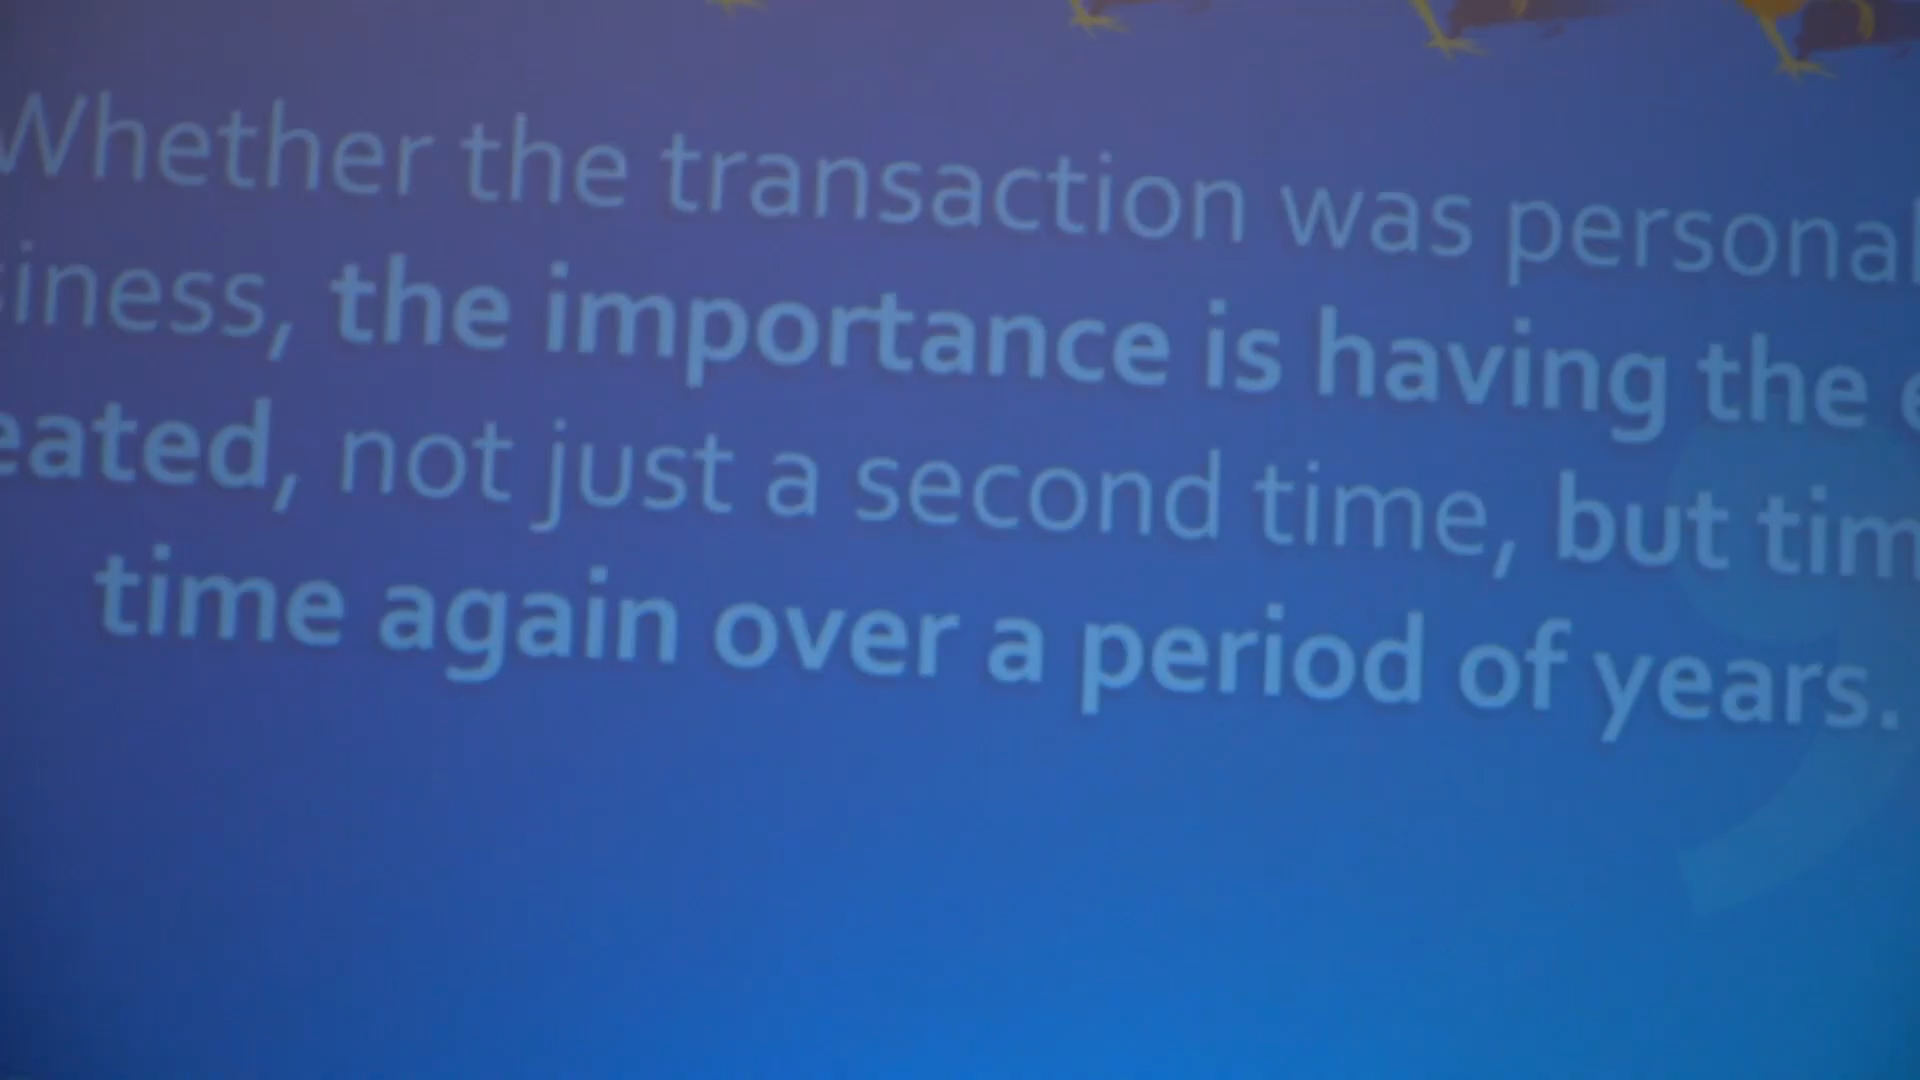 Whether the transaction was personal
siness, the importance is having the e
eated, not just a second time, but tim
time again over a period of years.